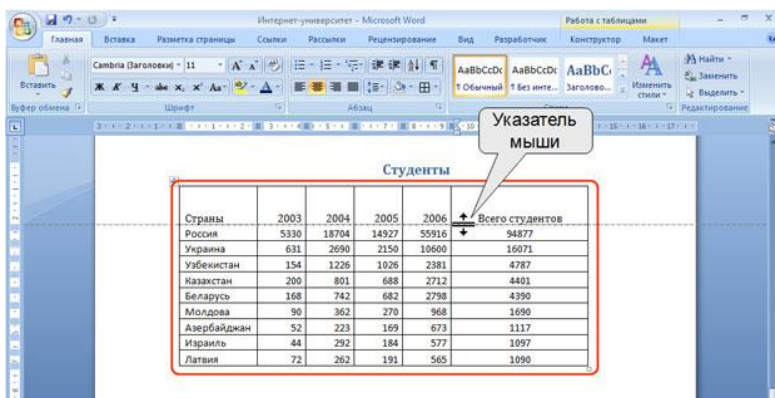 Интернет-университет - Microsoft Word
Работа с таблицами
Главная Вставка Разметка страницы Ссылки Рассылки Рецензирование Вид Разработчик Конструктор Макет
Вставить
Буфер обмена
Cambria (Заголовки) 11
Ж К Ч abc x, x² Aa
Шрифт
Абзац
AaBbCcDc AaBbCcDc AaBbC
¶ Обычный ¶ Без инте... Заголово...
Изменить стили
Найти
Заменить
Выделить
Редактирование
Указатель
мыши
Студенты
Страны 2003 2004 2005 2006 Всего студентов
Россия 5330 18704 14927 55916 94877
Украина 631 2690 2150 10600 16071
Узбекистан 154 1226 1026 2381 4787
Казахстан 200 801 688 2712 4401
Беларусь 168 742 682 2798 4390
Молдова 90 362 270 968 1690
Азербайджан 52 223 169 673 1117
Израиль 44 292 184 577 1097
Латвия 72 262 191 565 1090